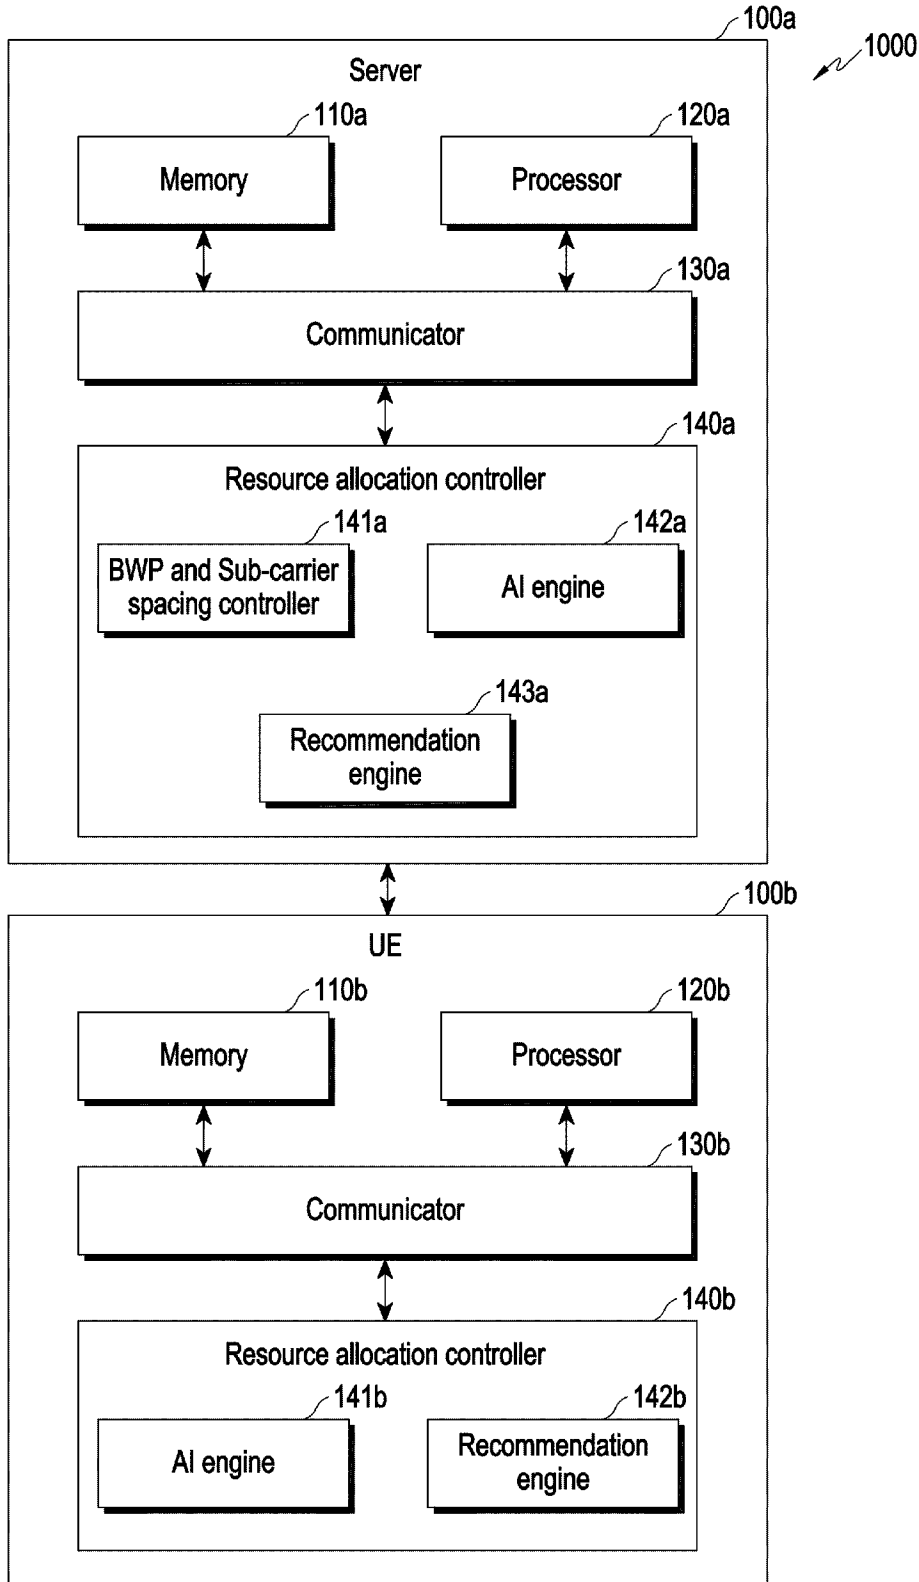 100a
1000
Server
110a
120a
Memory
Processor
130a
Communicator
140a
Resource allocation controller
141a
142a
BWP and Sub-carrier
spacing controller
AI engine
143a
Recommendation
engine
100b
UE
110b
120b
Memory
Processor
130b
Communicator
140b
Resource allocation controller
141b
142b
AI engine
Recommendation
engine